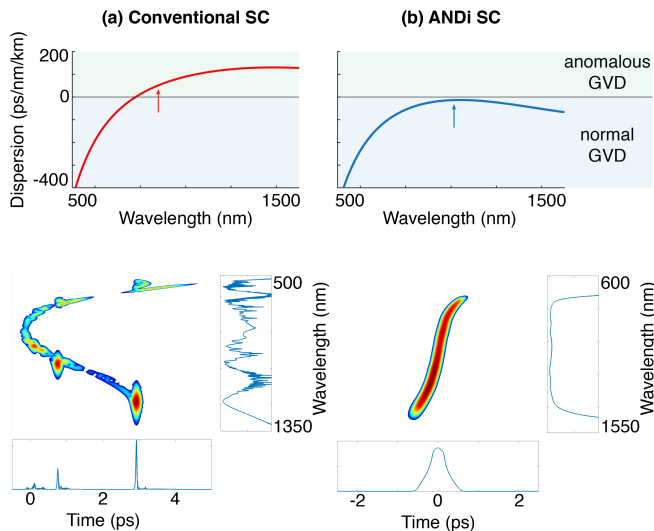 (a) Conventional SC
(b) ANDi SC
Dispersion (ps/nm/km)
200
0
-400
500
1500
Wavelength (nm)
anomalous
GVD
normal
GVD
500
1500
Wavelength (nm)
500
Wavelength (nm)
1350
0
2
4
Time (ps)
600
Wavelength (nm)
1550
-2
0
2
Time (ps)